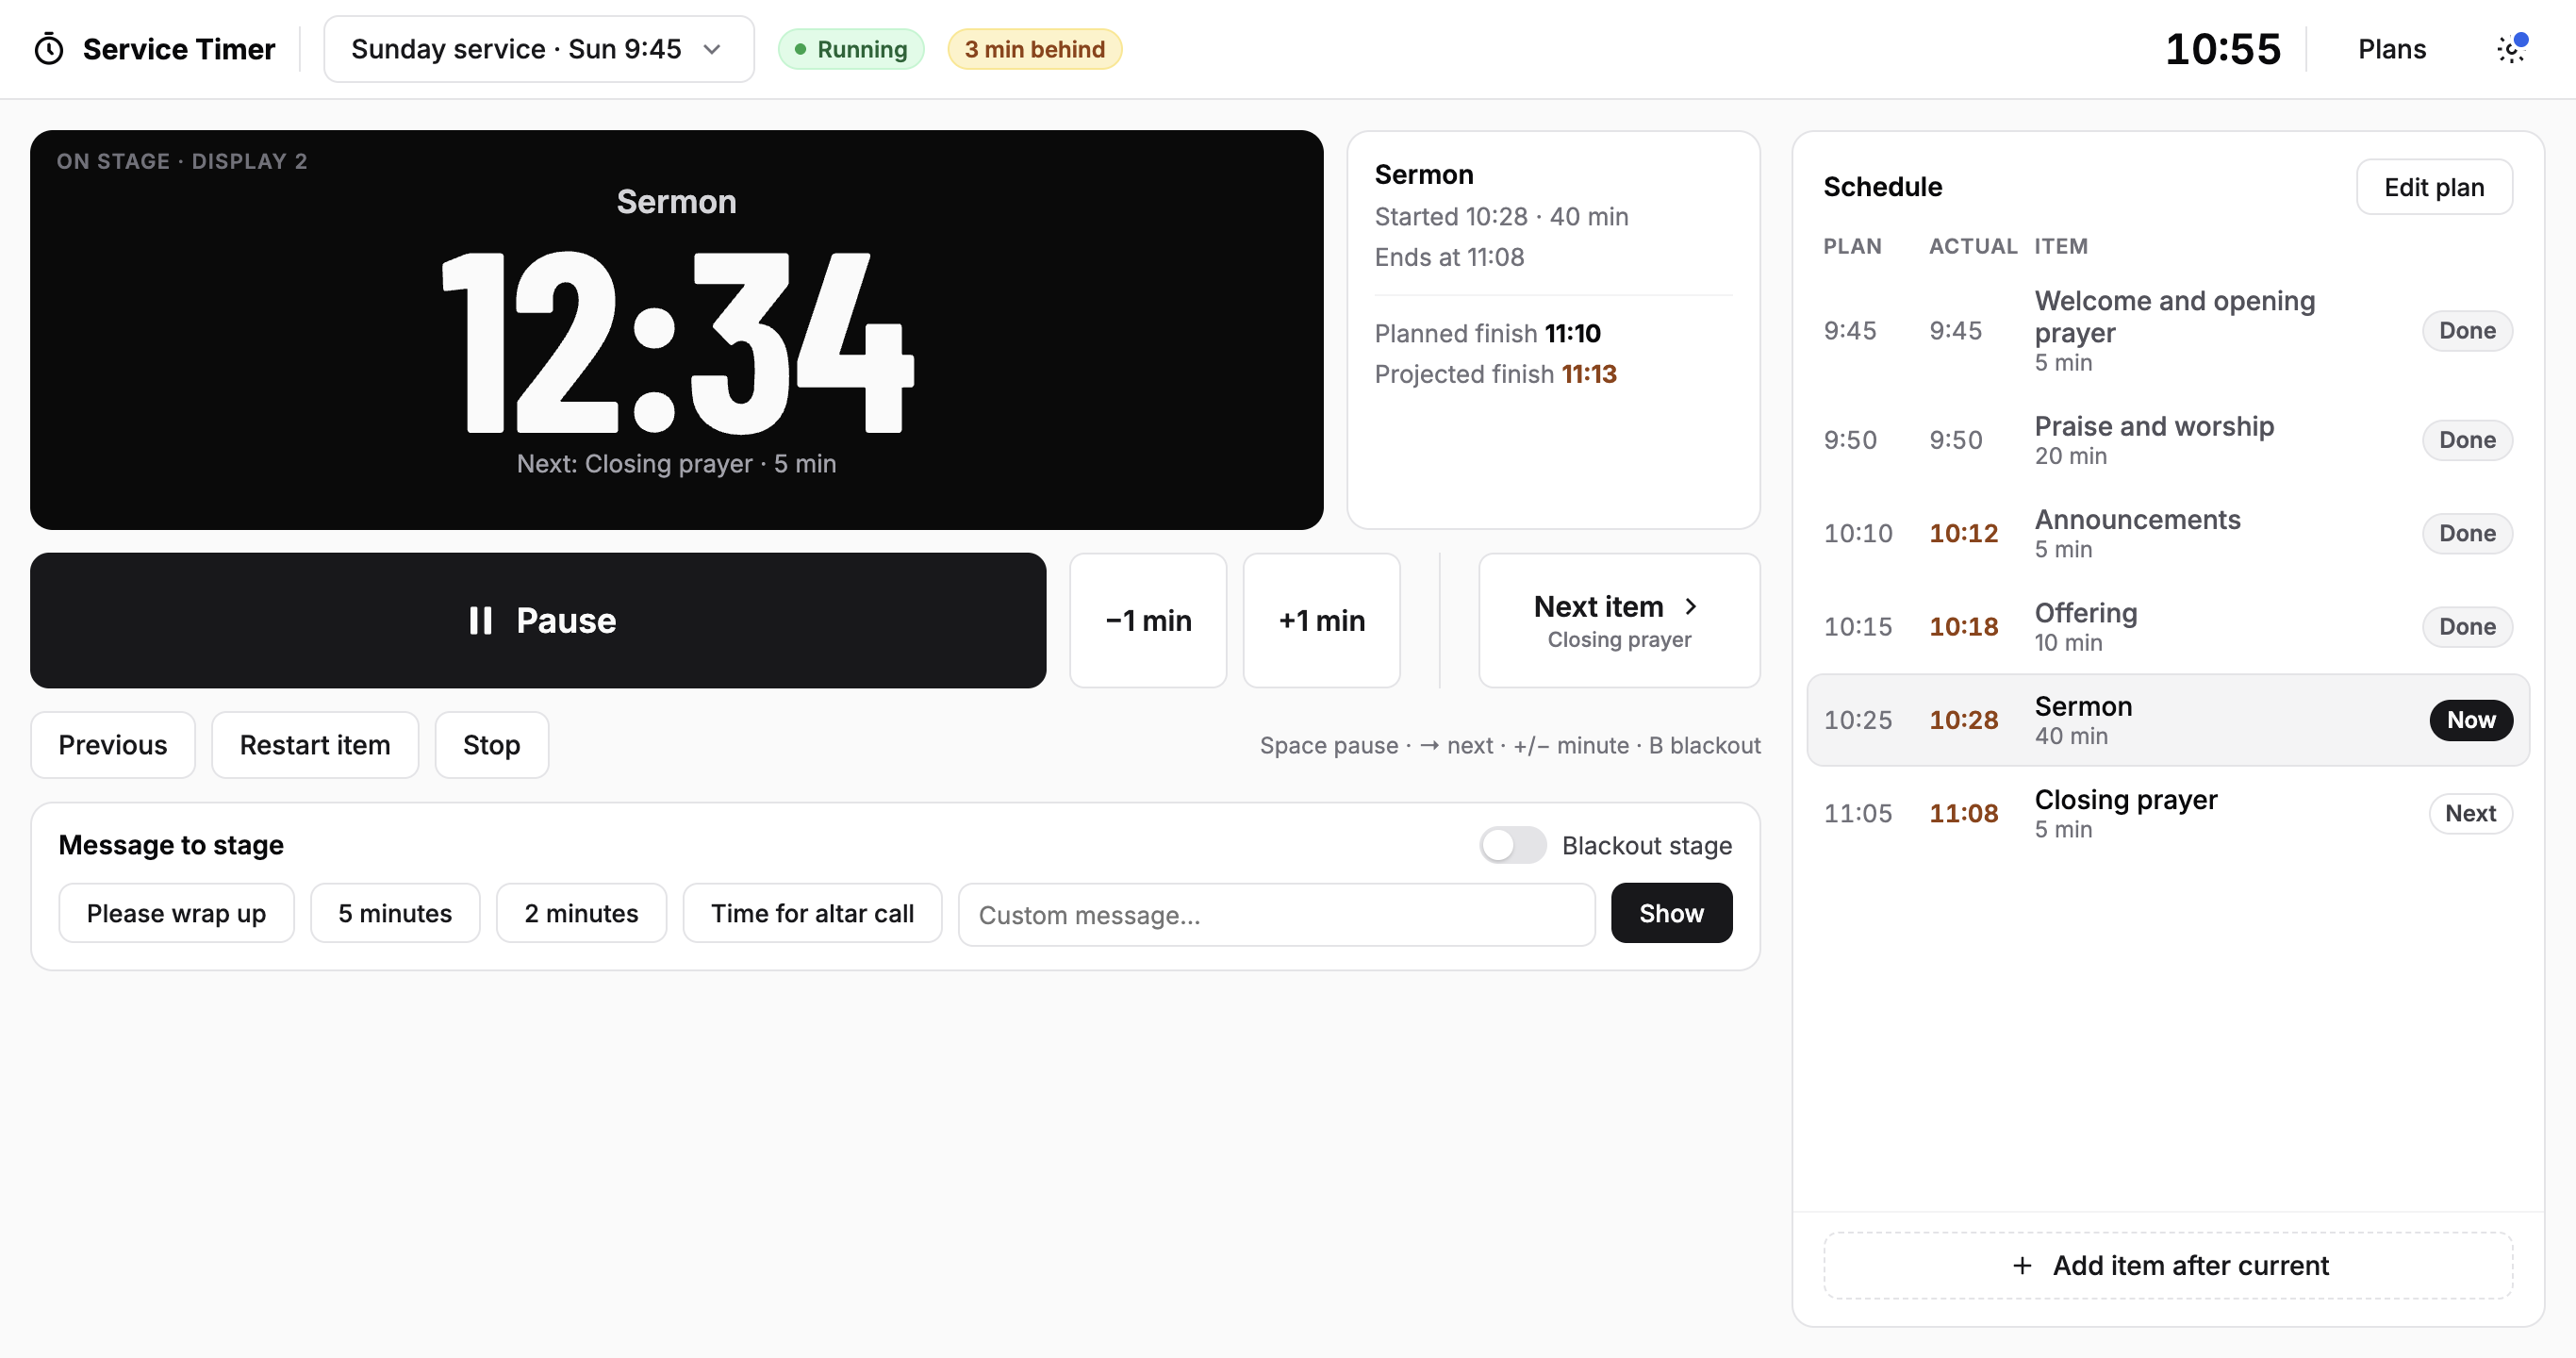 Service Timer
Sunday service · Sun 9:45
Running
3 min behind
10:55
Plans
ON STAGE · DISPLAY 2
Sermon
12:34
Next: Closing prayer · 5 min
Sermon
Started 10:28 · 40 min
Ends at 11:08
Planned finish 11:10
Projected finish 11:13
Pause
−1 min
+1 min
Next item
Closing prayer
Previous
Restart item
Stop
Space pause · → next · +/− minute · B blackout
Message to stage
Blackout stage
Please wrap up
5 minutes
2 minutes
Time for altar call
Custom message...
Show
Schedule
Edit plan
PLAN ACTUAL ITEM
9:45 9:45 Welcome and opening
prayer
5 min
Done
9:50 9:50 Praise and worship
20 min
Done
10:10 10:12 Announcements
5 min
Done
10:15 10:18 Offering
10 min
Done
10:25 10:28 Sermon
40 min
Now
11:05 11:08 Closing prayer
5 min
Next
+ Add item after current